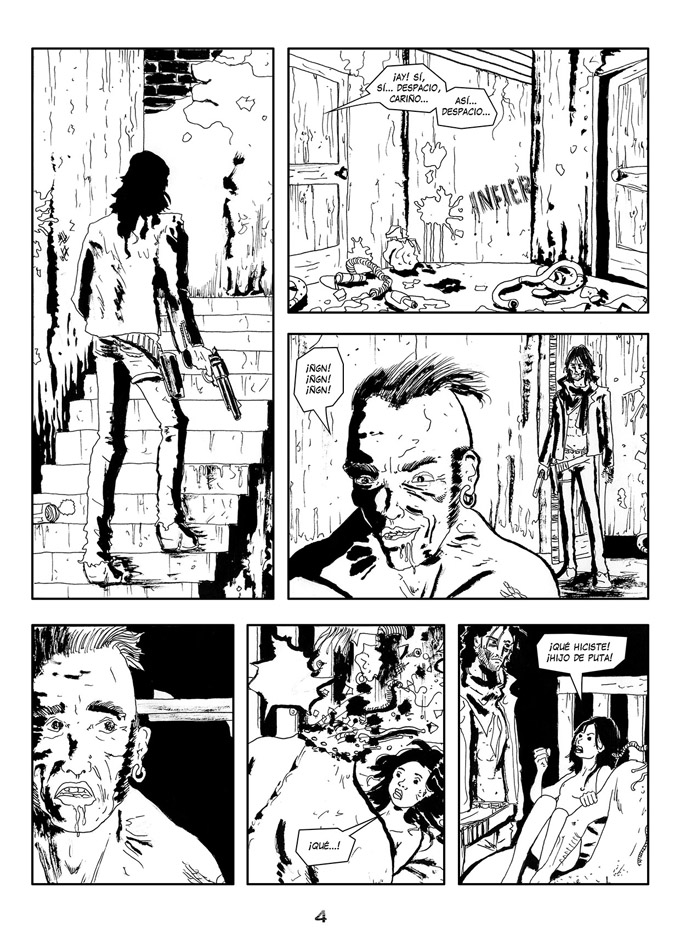 ¡AY! SÍ,
SÍ... DESPACIO,
CARIÑO...
ASÍ...
DESPACIO...
INFIER
¡ÑGN!
¡ÑGN!
¡ÑGN!
¡QUÉ...!
¡QUÉ HICISTE!
¡HIJO DE PUTA!
4